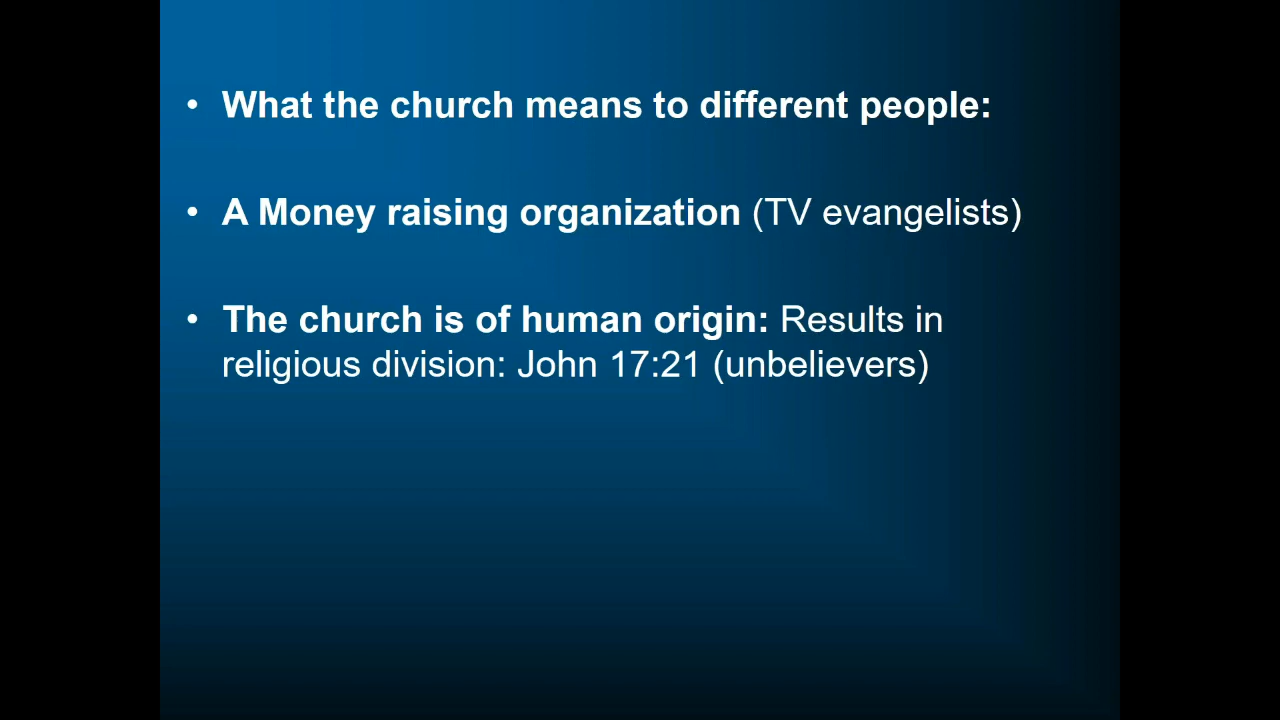 • What the church means to different people:
• A Money raising organization (TV evangelists)
• The church is of human origin: Results in
religious division: John 17:21 (unbelievers)